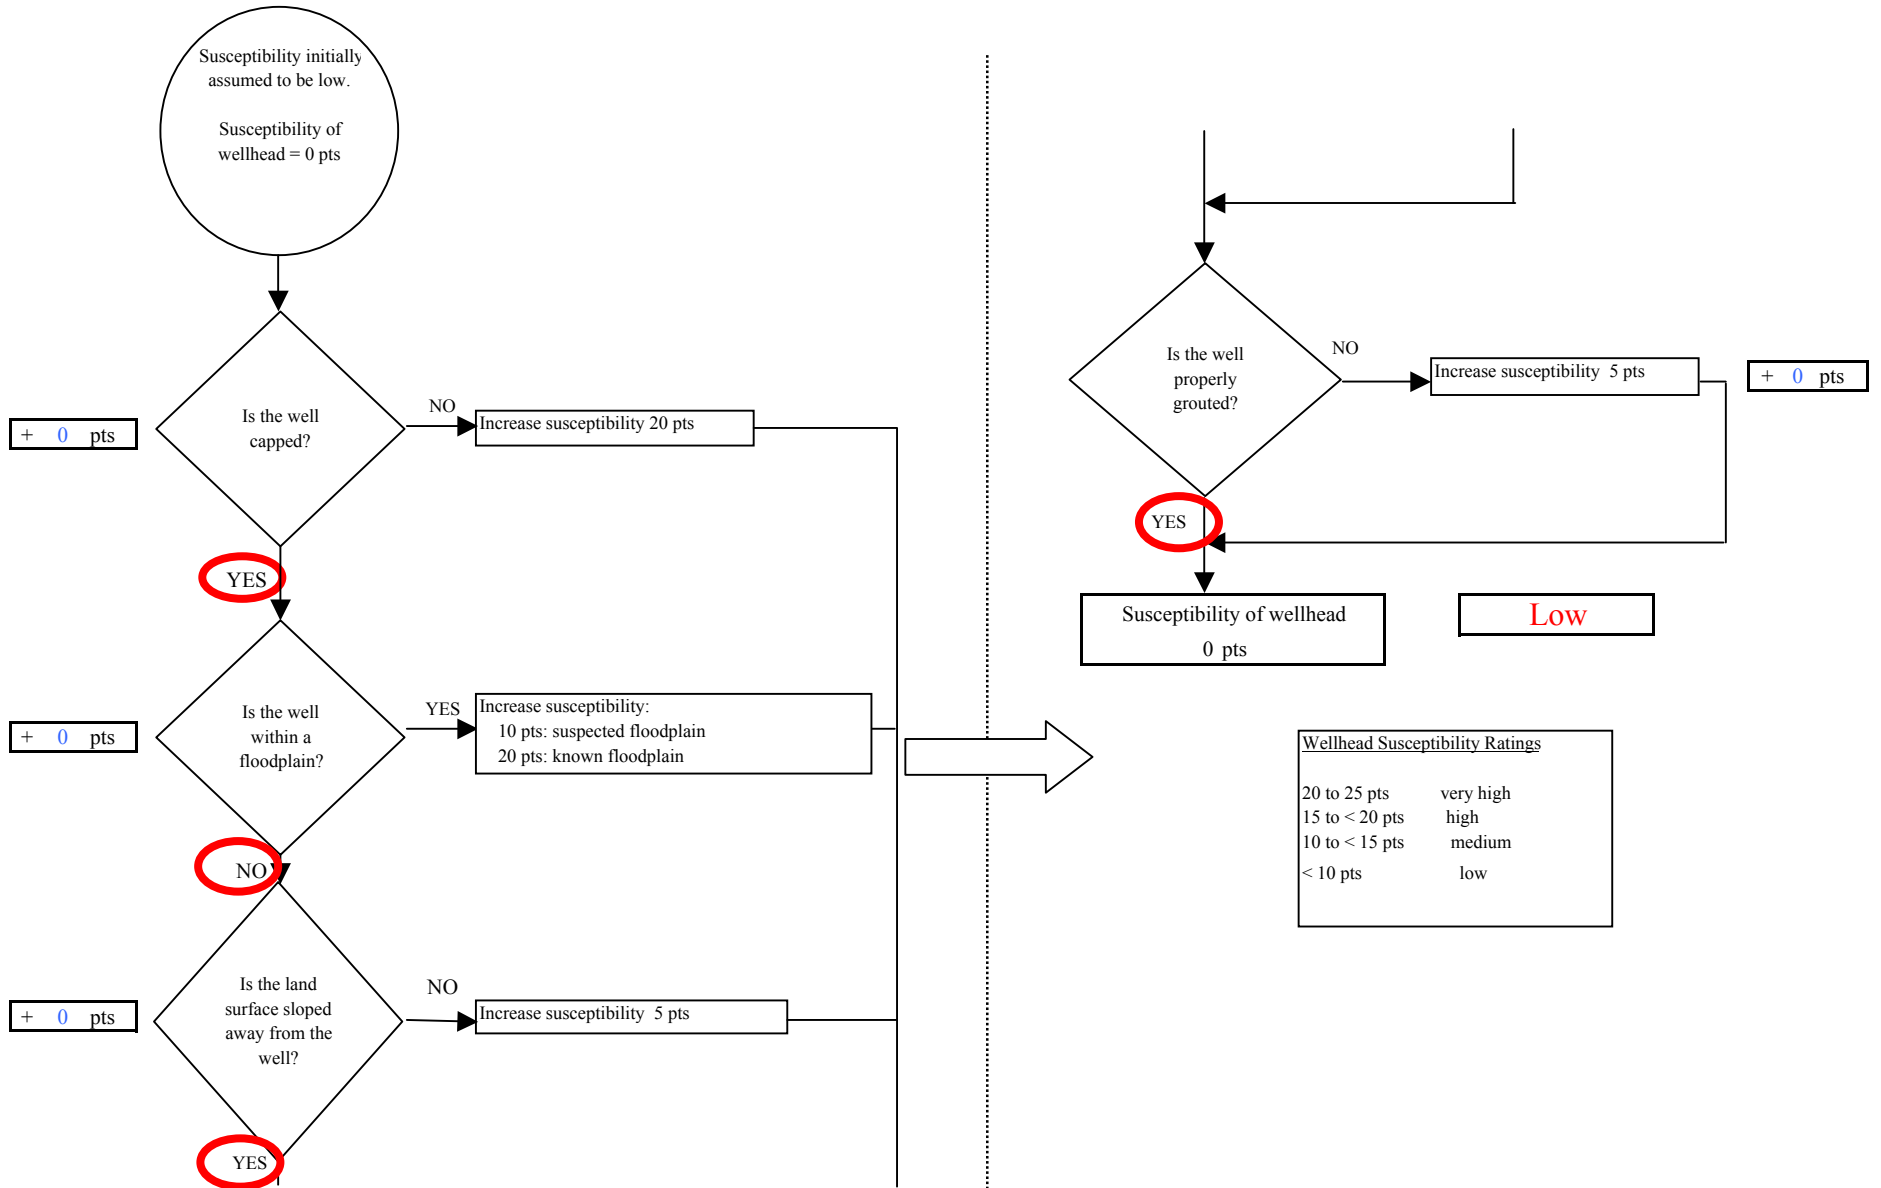 Susceptibility initially
assumed to be low.
Susceptibility of
wellhead = 0 pts
Is the well
capped?
NO
Increase susceptibility 20 pts
+ 0 pts
YES
Is the well
within a
floodplain?
YES
Increase susceptibility:
10 pts: suspected floodplain
20 pts: known floodplain
+ 0 pts
NO
Is the land
surface sloped
away from the
well?
NO
Increase susceptibility 5 pts
+ 0 pts
YES
Is the well
properly
grouted?
NO
Increase susceptibility 5 pts
+ 0 pts
YES
Susceptibility of wellhead
0 pts
Low
Wellhead Susceptibility Ratings
20 to 25 pts very high
15 to < 20 pts high
10 to < 15 pts medium
< 10 pts low